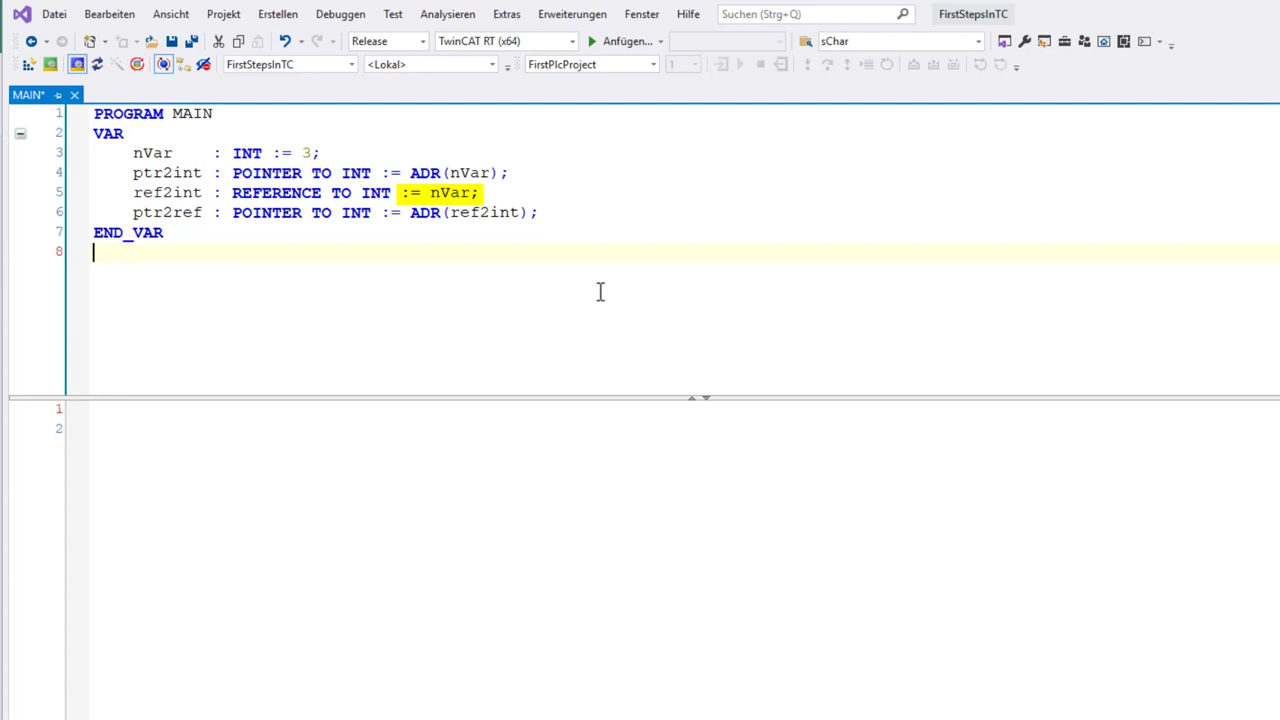 Datei Bearbeiten Ansicht Projekt Erstellen Debuggen Test Analysieren Extras Erweiterungen Fenster Hilfe Suchen (Strg+Q) FirstStepsInTC
Release TwinCAT RT (x64) Anfügen... sChar
FirstStepsInTC <Lokal> FirstPlcProject 1
MAIN*
1 PROGRAM MAIN
2 VAR
3 nVar : INT := 3;
4 ptr2int : POINTER TO INT := ADR(nVar);
5 ref2int : REFERENCE TO INT := nVar;
6 ptr2ref : POINTER TO INT := ADR(ref2int);
7 END_VAR
8
1
2